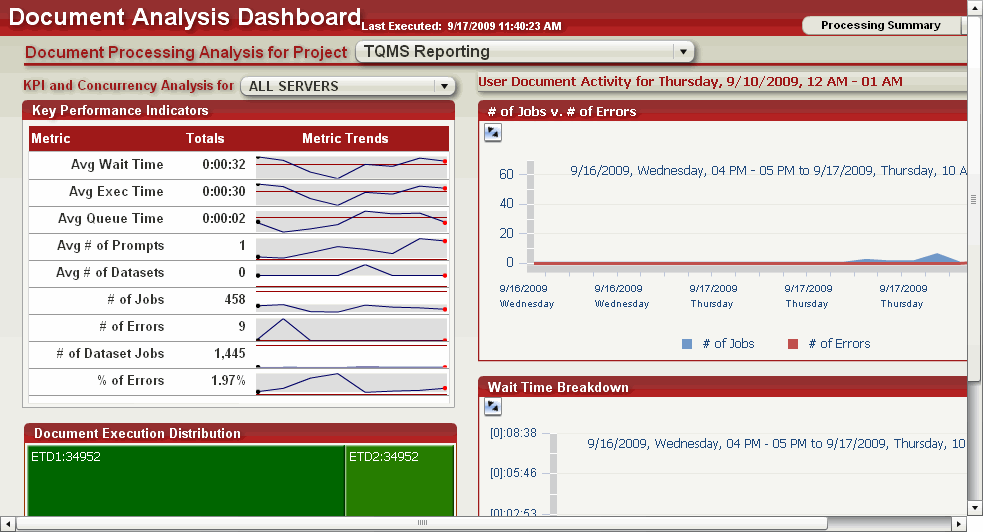 Document Analysis Dashboard
Last Executed: 9/17/2009 11:40:23 AM
Processing Summary
Document Processing Analysis for Project
TQMS Reporting
KPI and Concurrency Analysis for
ALL SERVERS
Key Performance Indicators
Metric Totals Metric Trends
Avg Wait Time 0:00:32
Avg Exec Time 0:00:30
Avg Queue Time 0:00:02
Avg # of Prompts 1
Avg # of Datasets 0
# of Jobs 458
# of Errors 9
# of Dataset Jobs 1,445
% of Errors 1.97%
Document Execution Distribution
ETD1:34952
ETD2:34952
User Document Activity for Thursday, 9/10/2009, 12 AM - 01 AM
# of Jobs v. # of Errors
9/16/2009, Wednesday, 04 PM - 05 PM to 9/17/2009, Thursday, 10 A
60
40
20
0
9/16/2009 9/16/2009 9/17/2009 9/17/2009 9/17/2009
Wednesday Wednesday Thursday Thursday Thursday
# of Jobs # of Errors
Wait Time Breakdown
9/16/2009, Wednesday, 04 PM - 05 PM to 9/17/2009, Thursday, 10
[0]:08:38
[0]:05:46
[0]:02:53